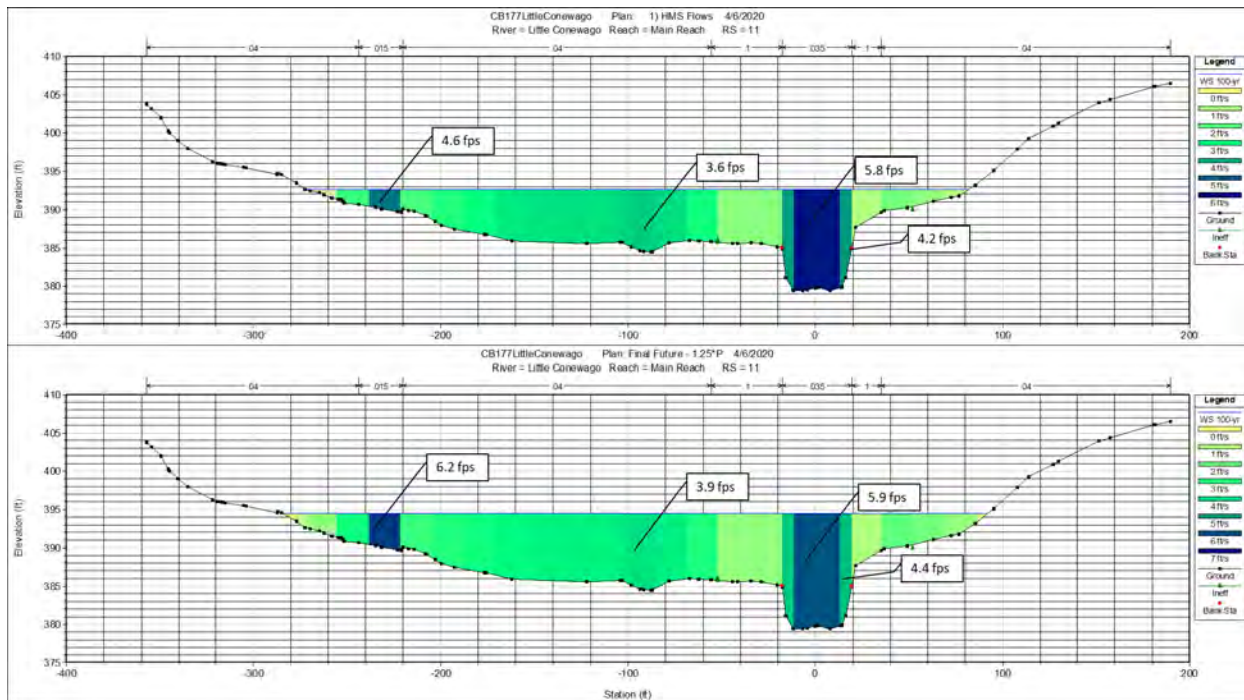 CB177LittleConewago Plan: 1) HMS Flows 4/6/2020
River = Little Conewago Reach = Main Reach RS = 11
.04 .015 .04 .1 .035 .1 .04
410
405
400
395
390
385
380
375
Elevation (ft)
-400 -300 -200 -100 0 100 200
4.6 fps
3.6 fps
5.8 fps
4.2 fps
Legend
WS 100-yr
0 ft/s
1 ft/s
2 ft/s
3 ft/s
4 ft/s
5 ft/s
6 ft/s
Ground
Ineff
Bank Sta
CB177LittleConewago Plan: Final Future - 1.25*P 4/6/2020
River = Little Conewago Reach = Main Reach RS = 11
.04 .015 .04 .1 .035 .1 .04
410
405
400
395
390
385
380
375
Elevation (ft)
-400 -300 -200 -100 0 100 200
Station (ft)
6.2 fps
3.9 fps
5.9 fps
4.4 fps
Legend
WS 100-yr
0 ft/s
1 ft/s
2 ft/s
3 ft/s
4 ft/s
5 ft/s
6 ft/s
7 ft/s
Ground
Ineff
Bank Sta